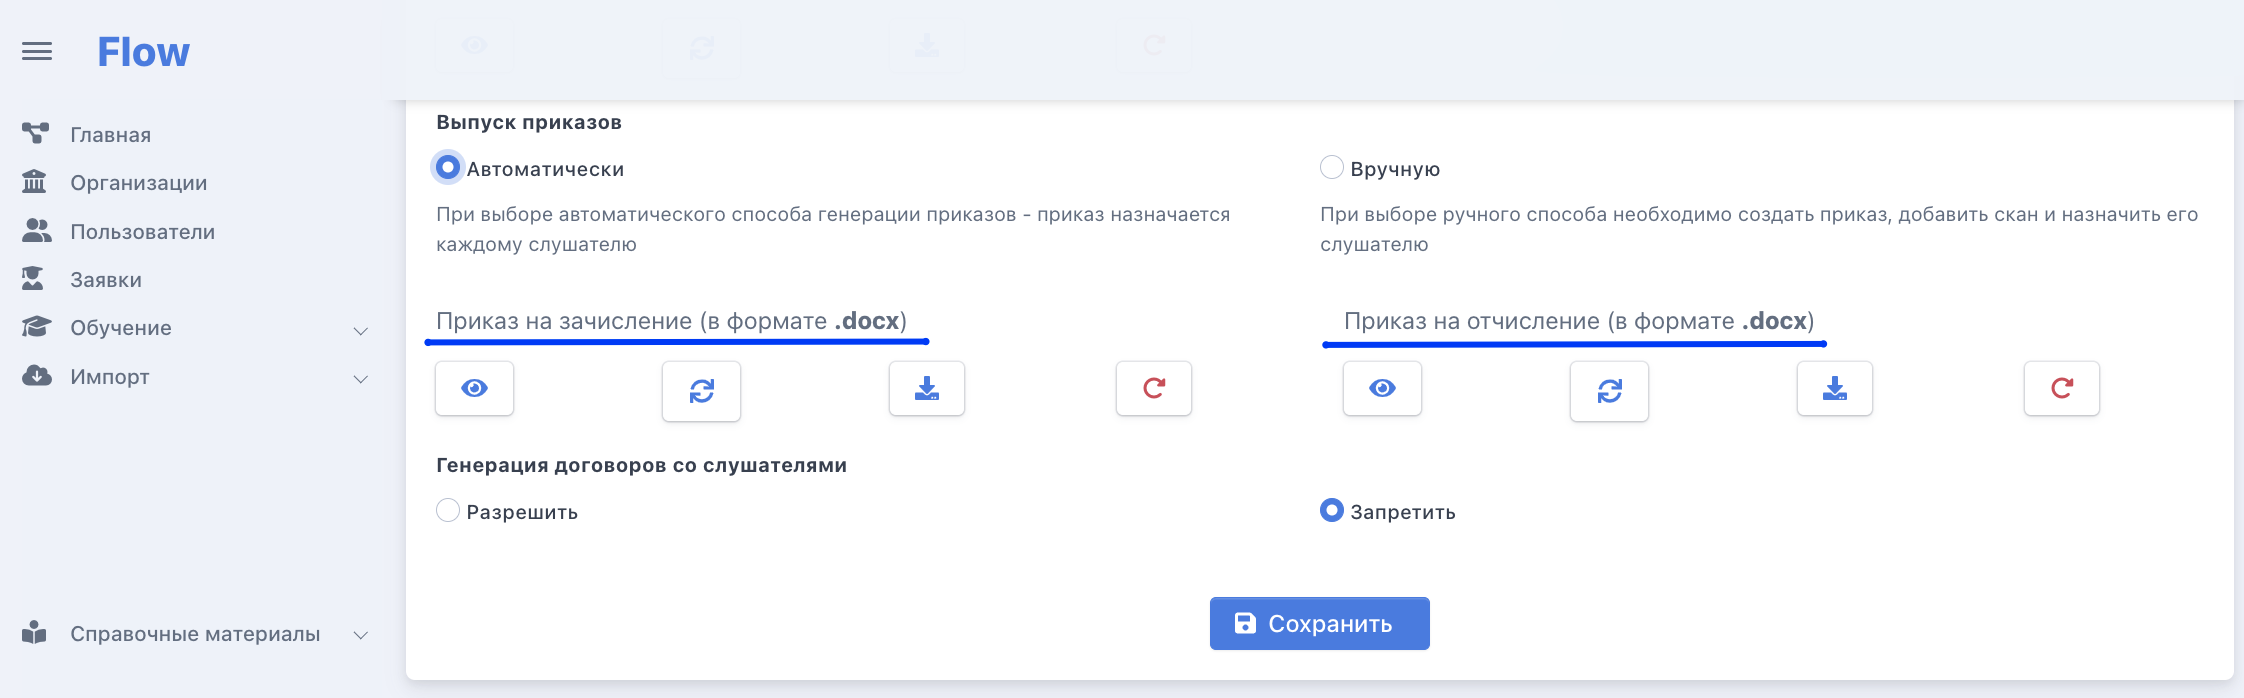 Flow
Главная
Организации
Пользователи
Заявки
Обучение
Импорт
Справочные материалы
Выпуск приказов
Автоматически
При выборе автоматического способа генерации приказов - приказ назначается
каждому слушателю
Вручную
При выборе ручного способа необходимо создать приказ, добавить скан и назначить его
слушателю
Приказ на зачисление (в формате .docx)
Приказ на отчисление (в формате .docx)
Генерация договоров со слушателями
Разрешить
Запретить
Сохранить